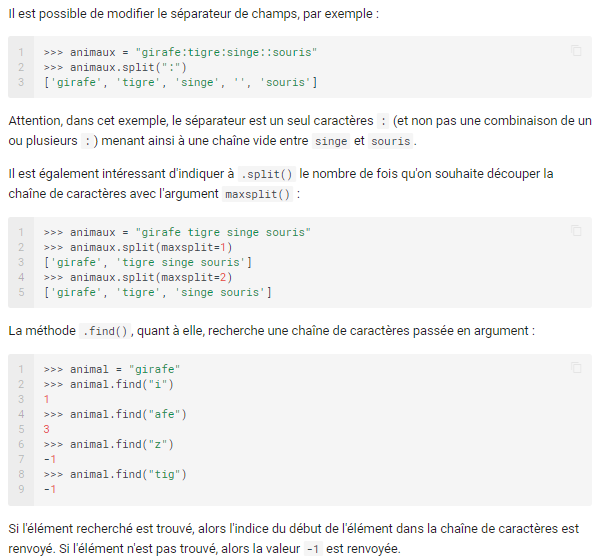 Il est possible de modifier le séparateur de champs, par exemple :
1 >>> animaux = "girafe:tigre:singe::souris"
2 >>> animaux.split(":")
3 ['girafe', 'tigre', 'singe', '', 'souris']
Attention, dans cet exemple, le séparateur est un seul caractères : (et non pas une combinaison de un
ou plusieurs : ) menant ainsi à une chaîne vide entre singe et souris .
Il est également intéressant d'indiquer à .split() le nombre de fois qu'on souhaite découper la
chaîne de caractères avec l'argument maxsplit() :
1 >>> animaux = "girafe tigre singe souris"
2 >>> animaux.split(maxsplit=1)
3 ['girafe', 'tigre singe souris']
4 >>> animaux.split(maxsplit=2)
5 ['girafe', 'tigre', 'singe souris']
La méthode .find() , quant à elle, recherche une chaîne de caractères passée en argument :
1 >>> animal = "girafe"
2 >>> animal.find("i")
3 1
4 >>> animal.find("afe")
5 3
6 >>> animal.find("z")
7 -1
8 >>> animal.find("tig")
9 -1
Si l'élément recherché est trouvé, alors l'indice du début de l'élément dans la chaîne de caractères est
renvoyé. Si l'élément n'est pas trouvé, alors la valeur -1 est renvoyée.